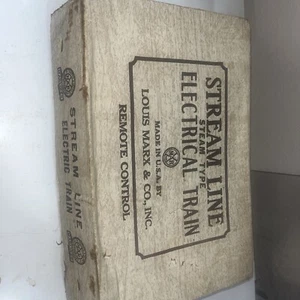 STREAM LINE
STEAM TYPE
ELECTRICAL TRAIN
MADE IN U.S.A. BY
LOUIS MARX & CO., INC.
REMOTE CONTROL
STREAM LINE
ELECTRIC TRAIN